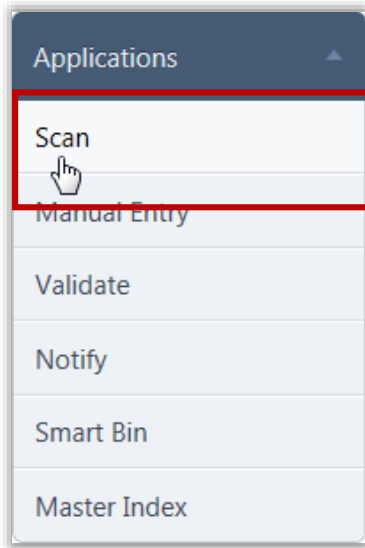 Applications
Scan
Manual Entry
Validate
Notify
Smart Bin
Master Index